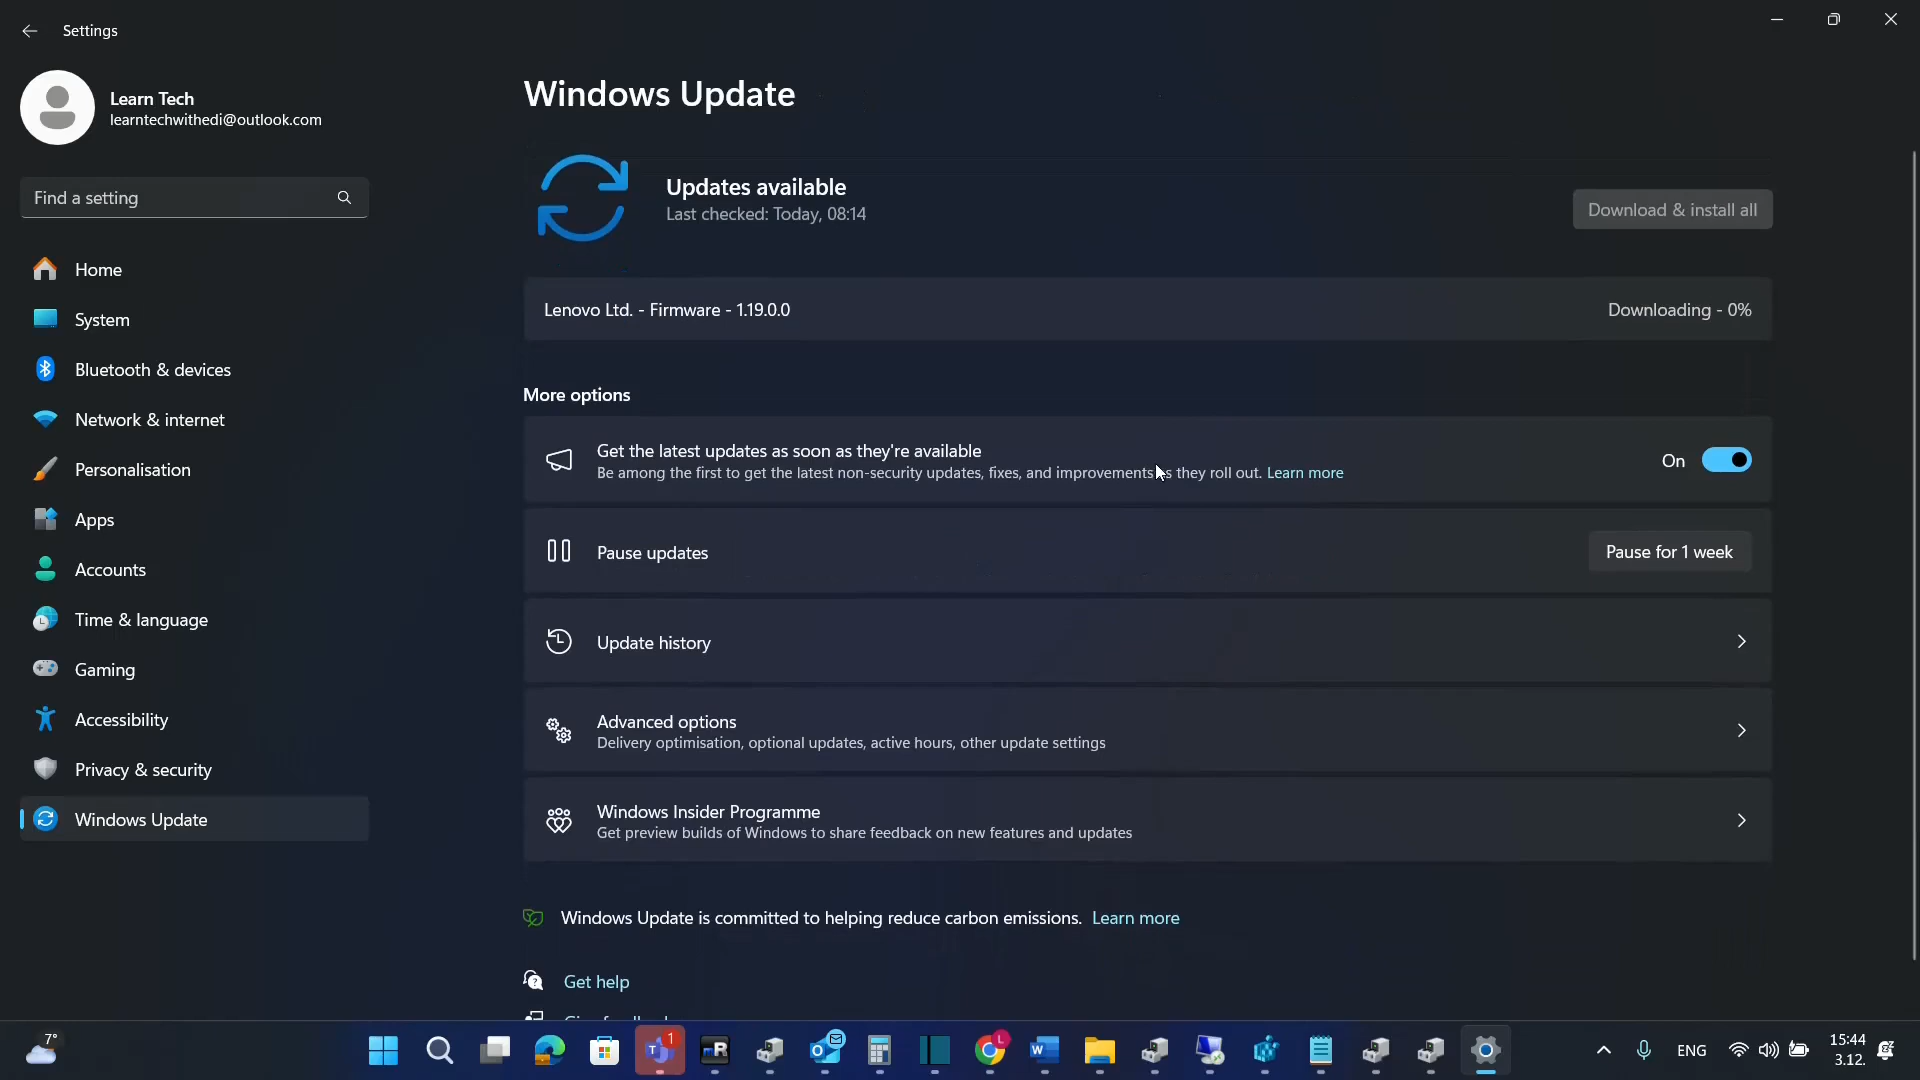 Settings
Learn Tech
learntechwithedi@outlook.com
Find a setting
Home
System
Bluetooth & devices
Network & internet
Personalisation
Apps
Accounts
Time & language
Gaming
Accessibility
Privacy & security
Windows Update
Windows Update
Updates available
Last checked: Today, 08:14
Download & install all
Lenovo Ltd. - Firmware - 1.19.0.0
Downloading - 0%
More options
Get the latest updates as soon as they're available
Be among the first to get the latest non-security updates, fixes, and improvements as they roll out. Learn more
On
Pause updates
Pause for 1 week
Update history
Advanced options
Delivery optimisation, optional updates, active hours, other update settings
Windows Insider Programme
Get preview builds of Windows to share feedback on new features and updates
Windows Update is committed to helping reduce carbon emissions. Learn more
Get help
7°
1
R
L
ENG
15:44
3.12.